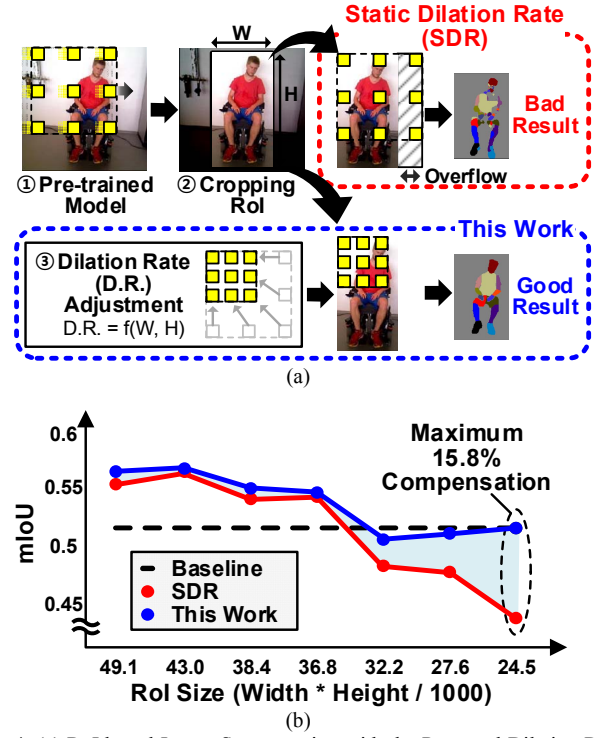 Static Dilation Rate
(SDR)
W
H
Bad
Result
Overflow
① Pre-trained
Model
② Cropping
RoI
This Work
③ Dilation Rate
(D.R.)
Adjustment
D.R. = f(W, H)
Good
Result
(a)
0.6
0.55
0.5
0.45
mIoU
Maximum
15.8%
Compensation
Baseline
SDR
This Work
49.1 43.0 38.4 36.8 32.2 27.6 24.5
RoI Size (Width * Height / 1000)
(b)